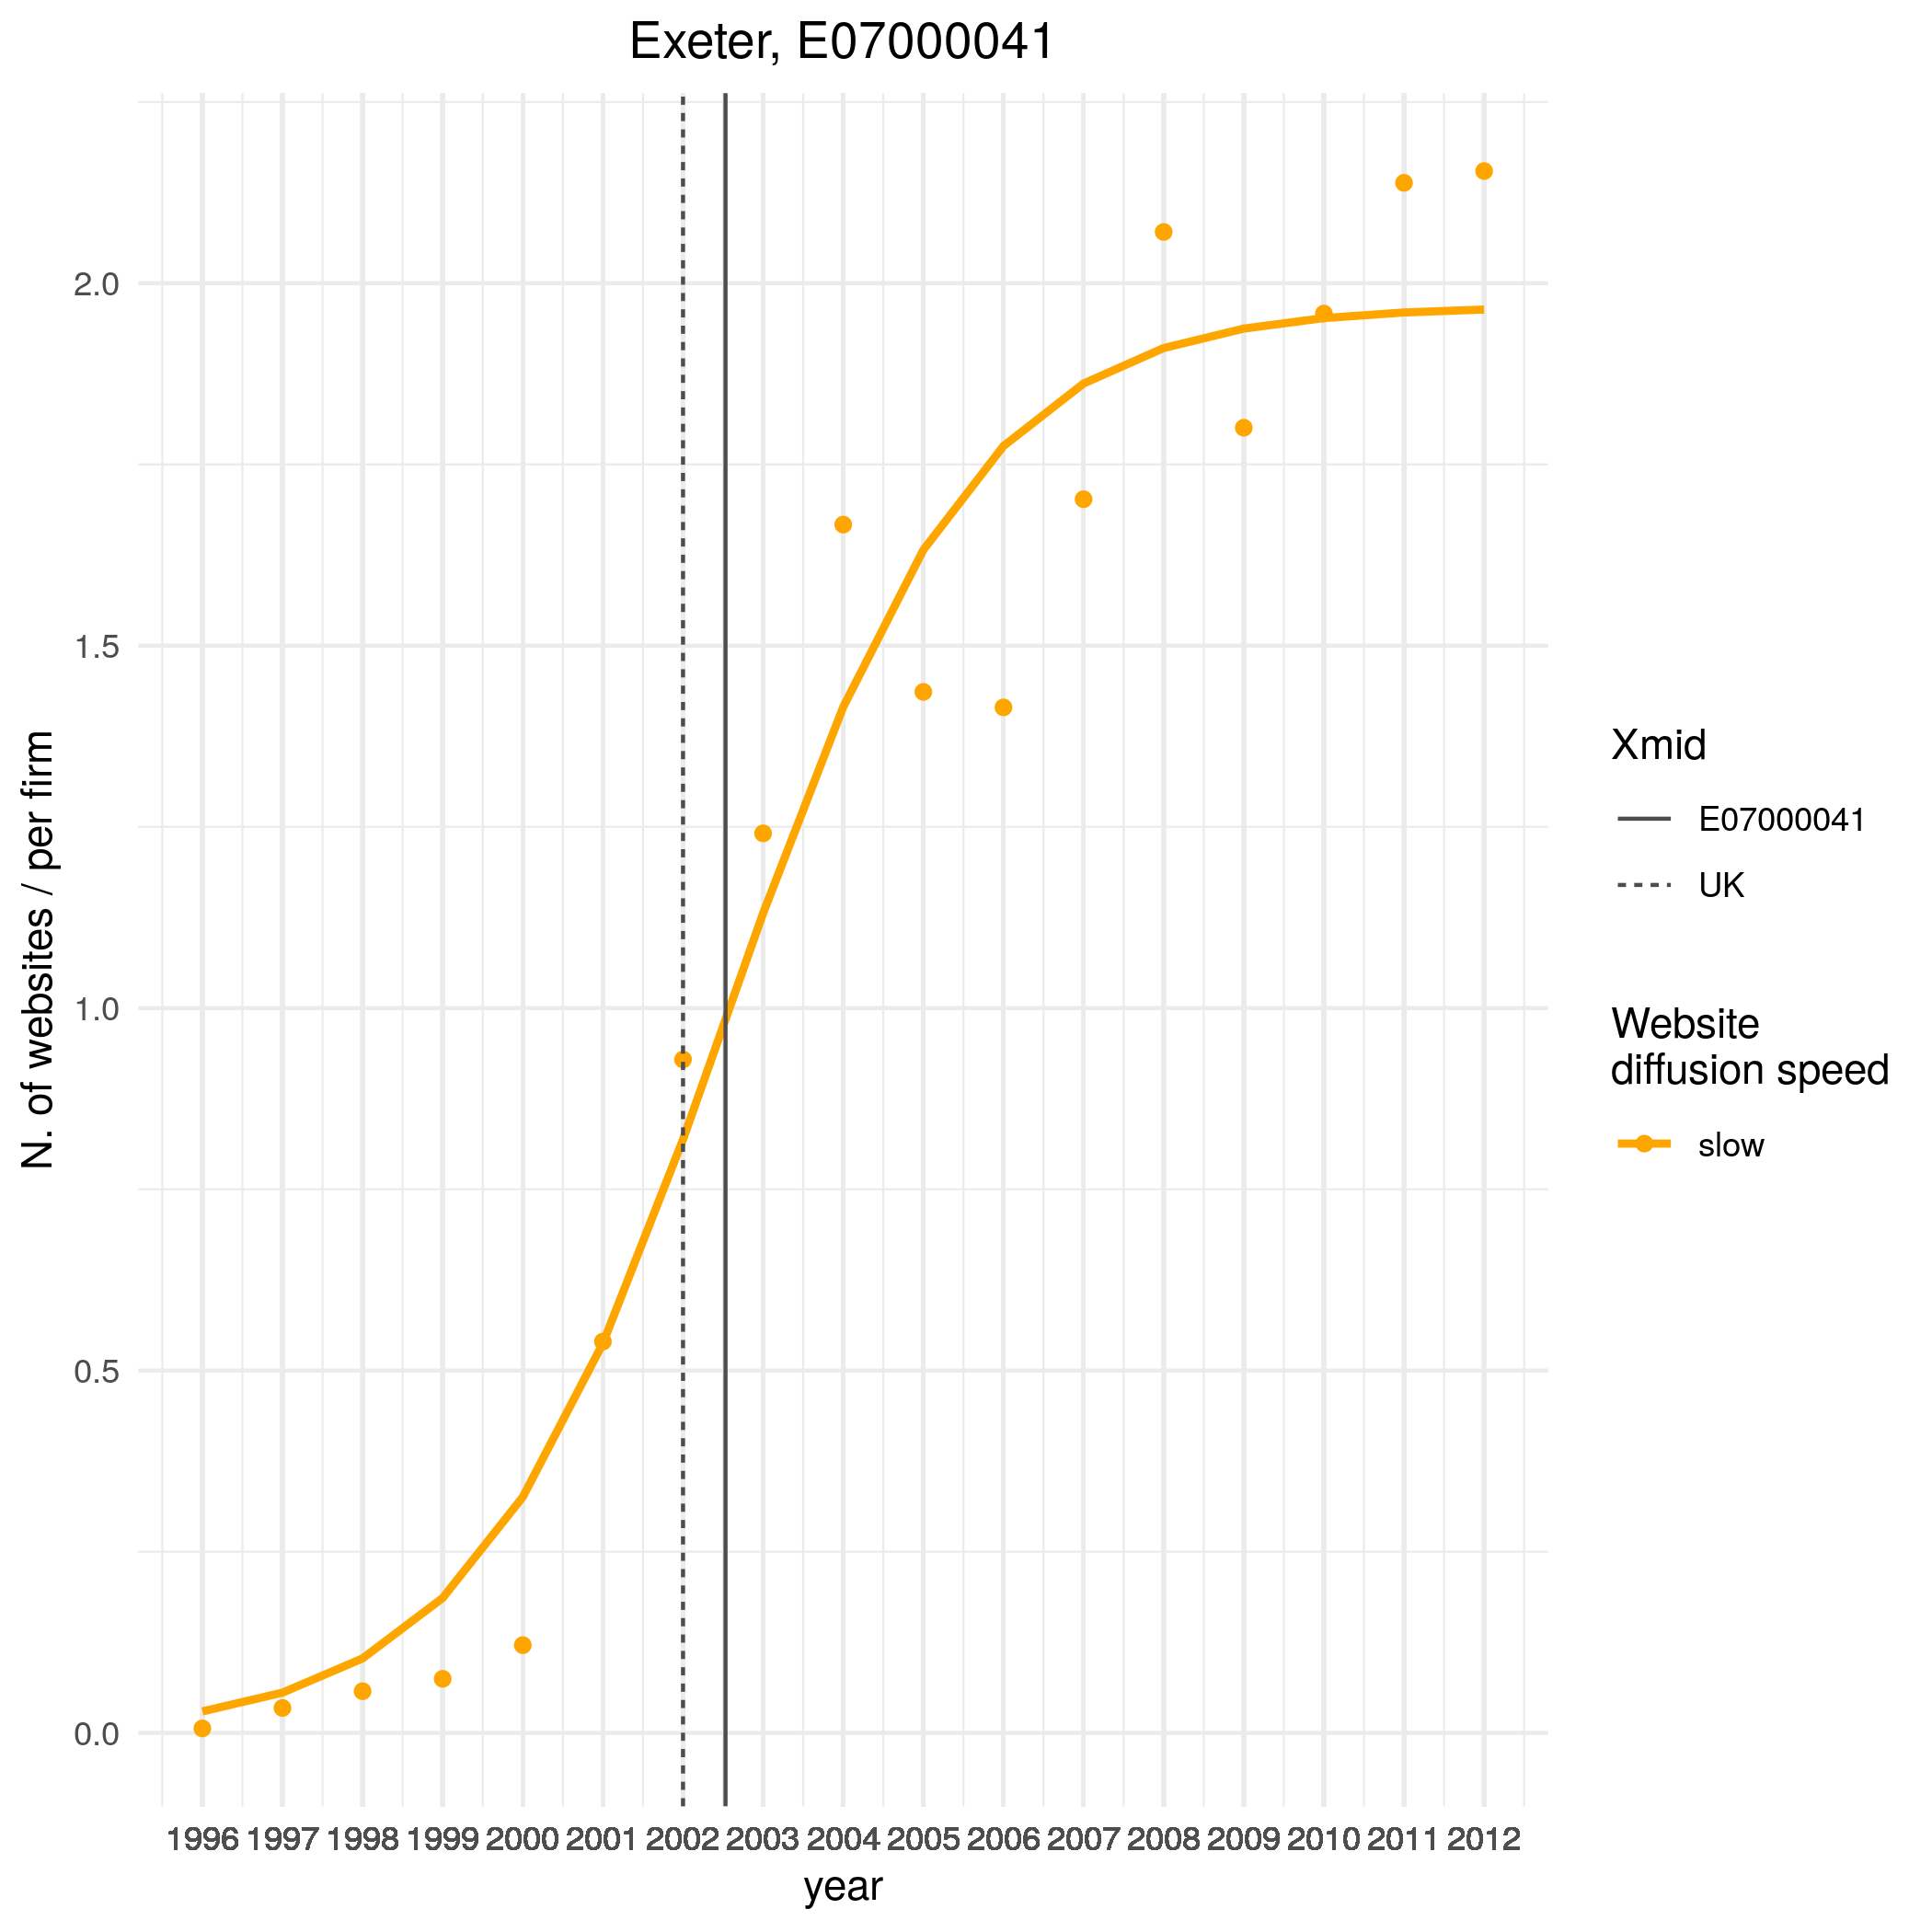 Exeter, E07000041
N. of websites / per firm
2.0
1.5
1.0
0.5
0.0
1996 1997 1998 1999 2000 2001 2002 2003 2004 2005 2006 2007 2008 2009 2010 2011 2012
year
Xmid
E07000041
UK
Website
diffusion speed
slow